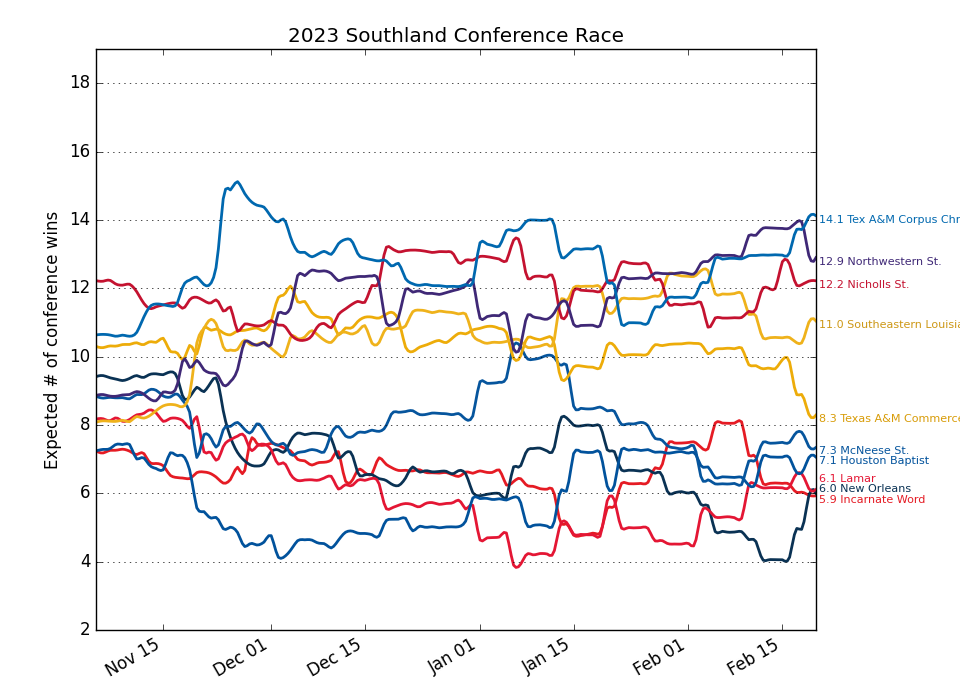 2023 Southland Conference Race
Expected # of conference wins
18
16
14
12
10
8
6
4
2
14.1 Tex A&M Corpus Chr
12.9 Northwestern St.
12.2 Nicholls St.
11.0 Southeastern Louisia
8.3 Texas A&M Commerce
7.3 McNeese St.
7.1 Houston Baptist
6.1 Lamar
6.0 New Orleans
5.9 Incarnate Word
Nov 15
Dec 01
Dec 15
Jan 01
Jan 15
Feb 01
Feb 15